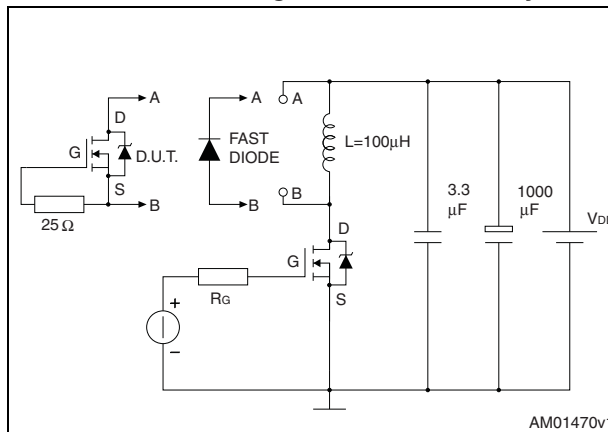 A
A
A
D
G
D.U.T.
FAST
DIODE
L=100μH
S
B
B
B
25 Ω
3.3
μF
1000
μF
D
G
S
RG
+
−
AM01470v1